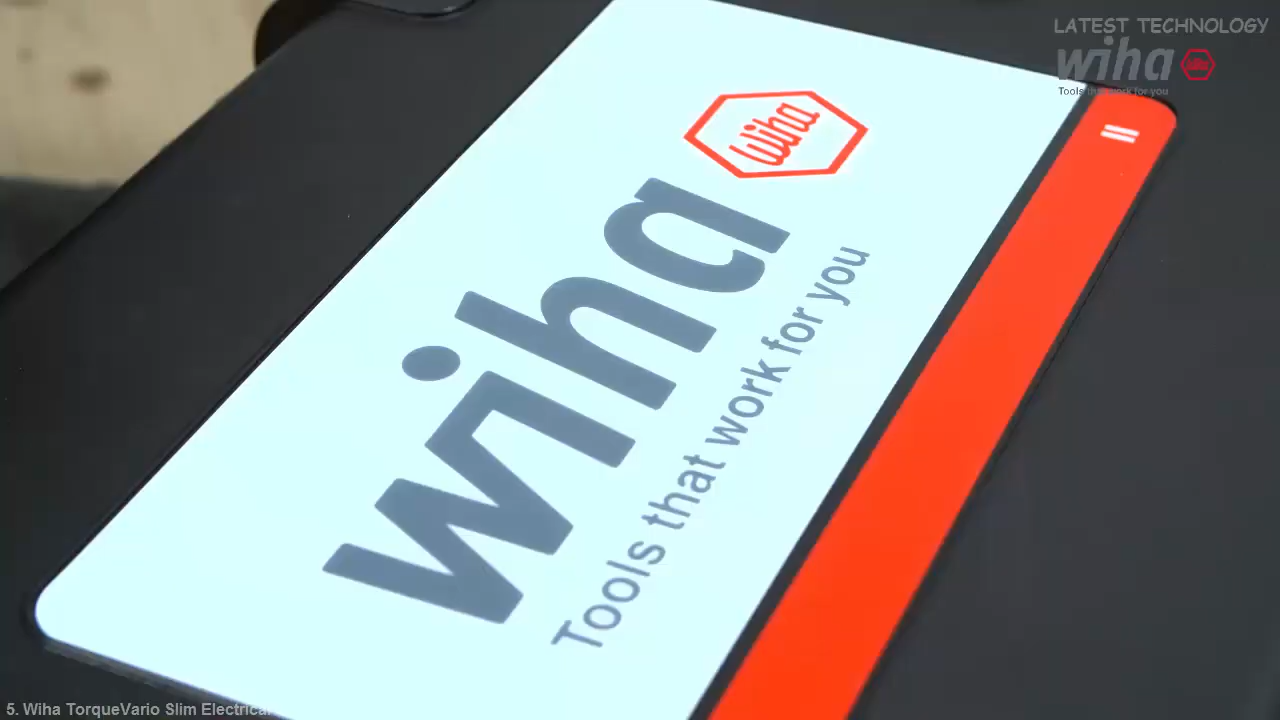 LATEST TECHNOLOGY
wiha
wiha
Tools that work for you
Wiha
wiha
Tools that work for you
5. Wiha TorqueVario Slim Electrical